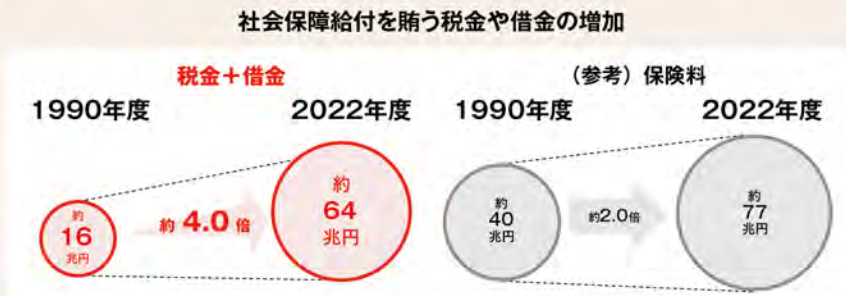 社会保障給付を賄う税金や借金の増加
税金＋借金
1990年度
2022年度
約
16
兆円
約 4.0 倍
約
64
兆円
（参考）保険料
1990年度
2022年度
約
40
兆円
約2.0倍
約
77
兆円